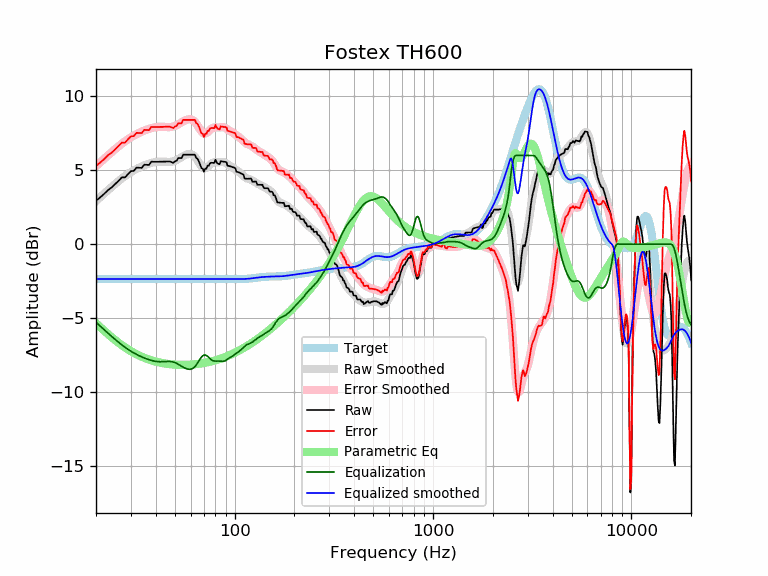 Fostex TH600
Amplitude (dBr)
10
5
0
−5
−10
−15
Target
Raw Smoothed
Error Smoothed
Raw
Error
Parametric Eq
Equalization
Equalized smoothed
100
1000
10000
Frequency (Hz)